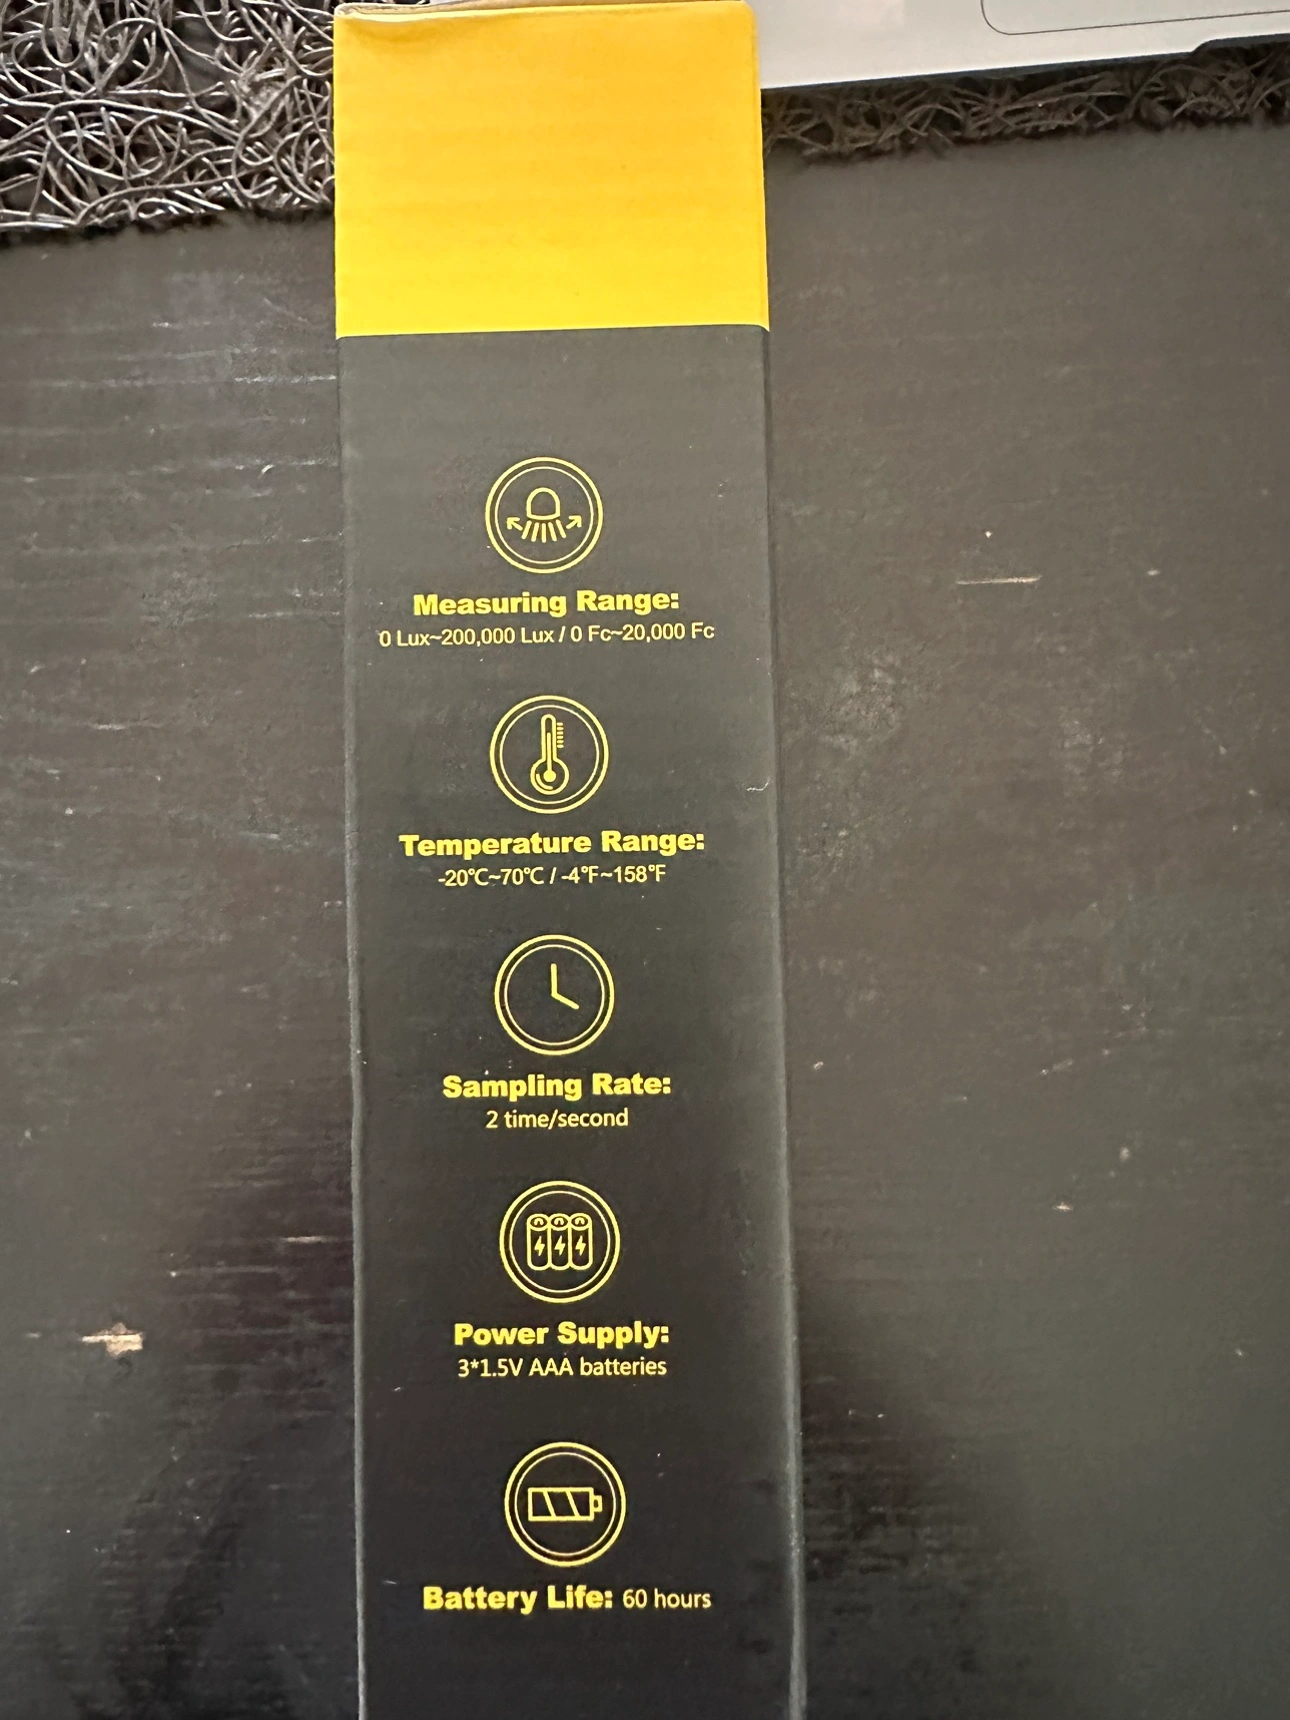 Measuring Range:
0 Lux~200,000 Lux / 0 Fc~20,000 Fc
Temperature Range:
-20℃~70℃ / -4℉~158℉
Sampling Rate:
2 time/second
Power Supply:
3*1.5V AAA batteries
Battery Life: 60 hours